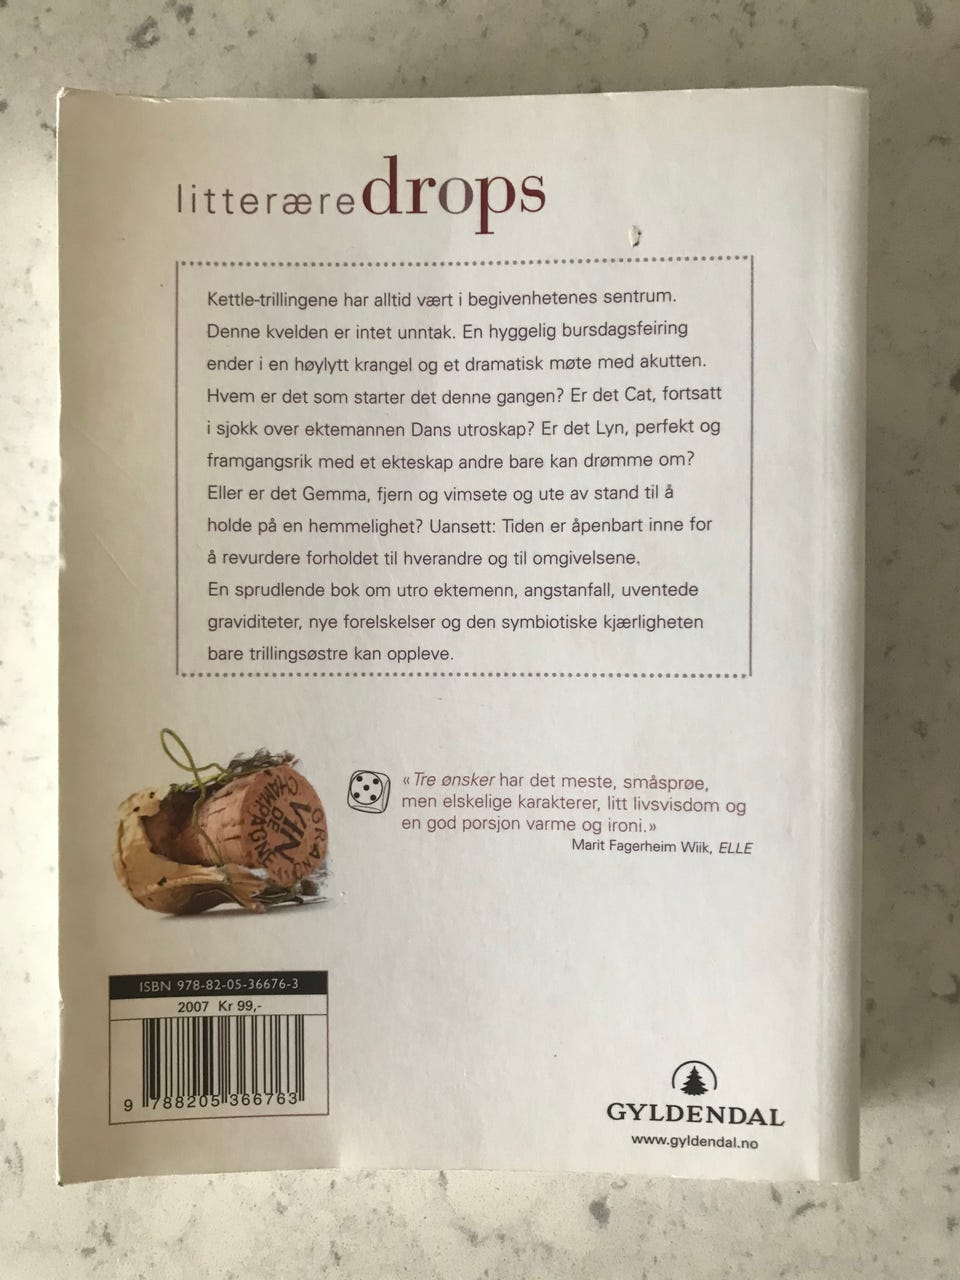 litterære drops
Kettle-trillingene har alltid vært i begivenhetenes sentrum.
Denne kvelden er intet unntak. En hyggelig bursdagsfeiring
ender i en høylytt krangel og et dramatisk møte med akutten.
Hvem er det som starter det denne gangen? Er det Cat, fortsatt
i sjokk over ektemannen Dans utroskap? Er det Lyn, perfekt og
framgangsrik med et ekteskap andre bare kan drømme om?
Eller er det Gemma, fjern og vimsete og ute av stand til å
holde på en hemmelighet? Uansett: Tiden er åpenbart inne for
å revurdere forholdet til hverandre og til omgivelsene.
En sprudlende bok om utro ektemenn, angstanfall, uventede
graviditeter, nye forelskelser og den symbiotiske kjærligheten
bare trillingsøstre kan oppleve.
«Tre ønsker har det meste, småsprøe,
men elskelige karakterer, litt livsvisdom og
en god porsjon varme og ironi.»
Marit Fagerheim Wiik, ELLE
VIN
DE
CHAMPAGNE
ISBN 978-82-05-36676-3
2007 Kr 99,-
9 788205 366763
GYLDENDAL
www.gyldendal.no